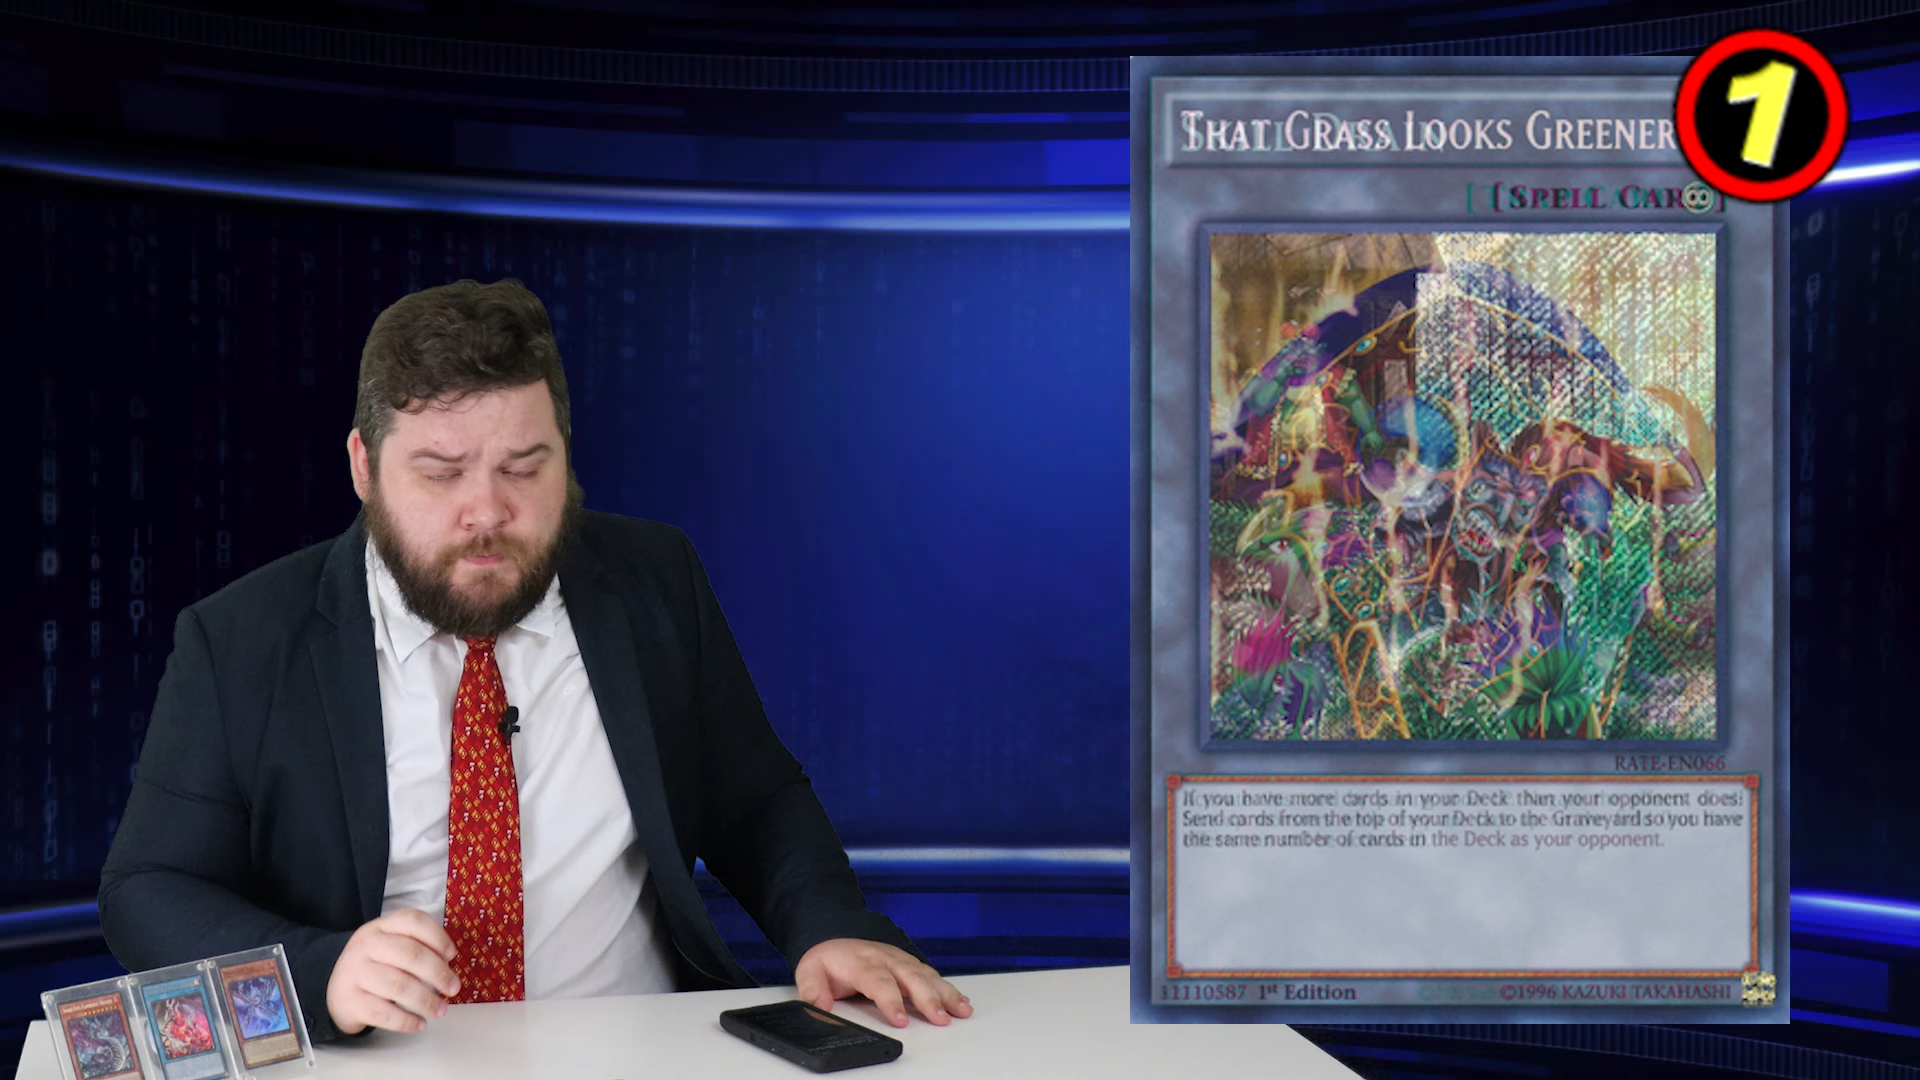 1
THAT GRASS LOOKS GREENER
SKILL DRAIN
[ SPELL CARD ]
RATE-EN066
If you have more cards in your Deck than your opponent does:
Send cards from the top of your Deck to the Graveyard so you have
the same number of cards in the Deck as your opponent.
11110587 1st Edition ©1996 KAZUKI TAKAHASHI